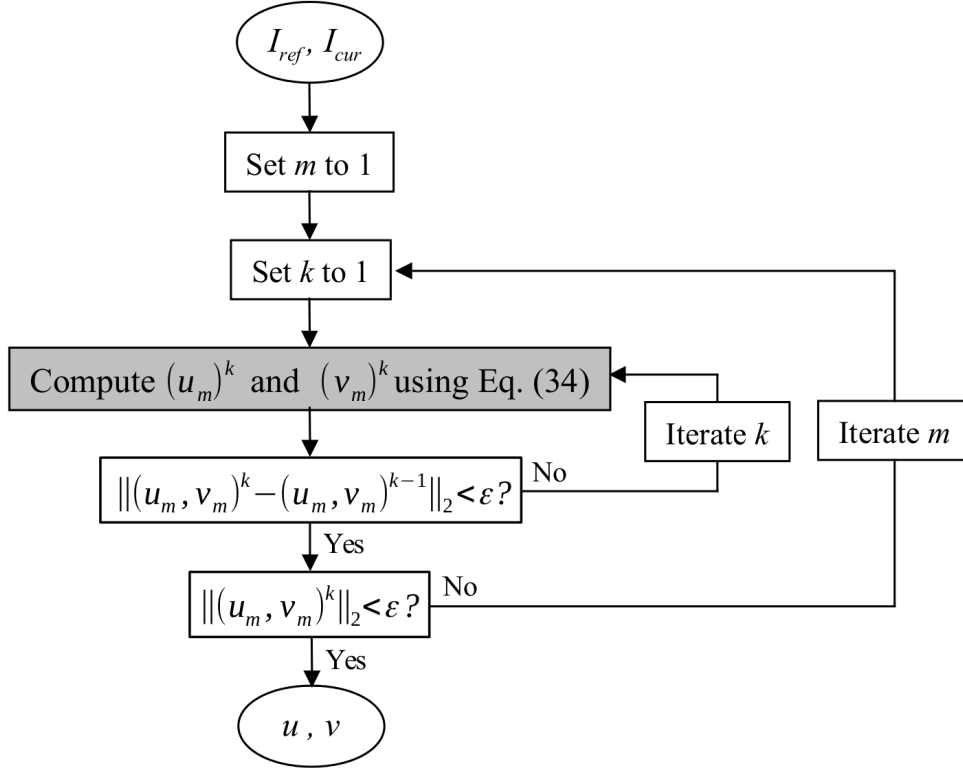 I_ref, I_cur
Set m to 1
Set k to 1
Compute (u_m)^k and (v_m)^k using Eq. (34)
Iterate k
Iterate m
||(u_m, v_m)^k − (u_m, v_m)^{k−1}||_2 < ε?
No
Yes
||(u_m, v_m)^k||_2 < ε?
No
Yes
u, v